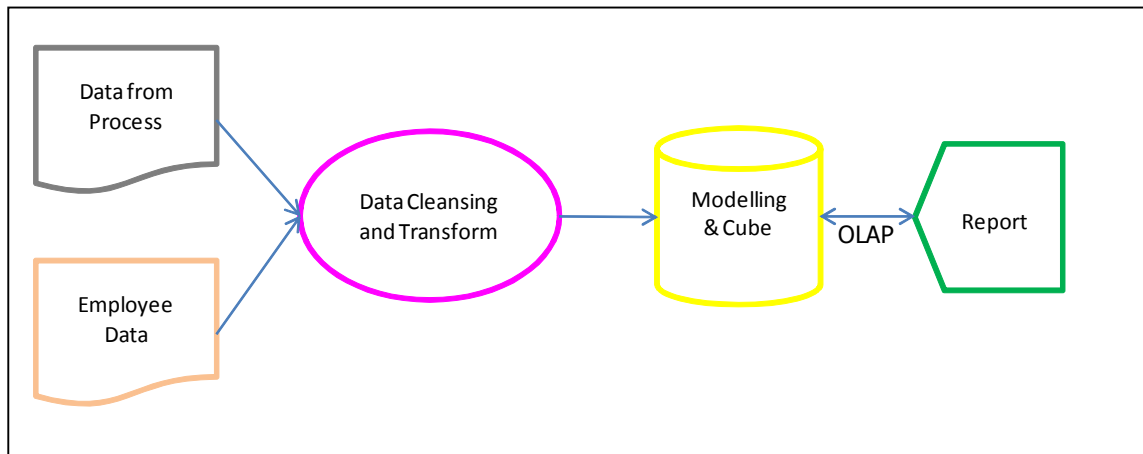 Data from
Process
Employee
Data
Data Cleansing
and Transform
Modelling
& Cube
OLAP
Report